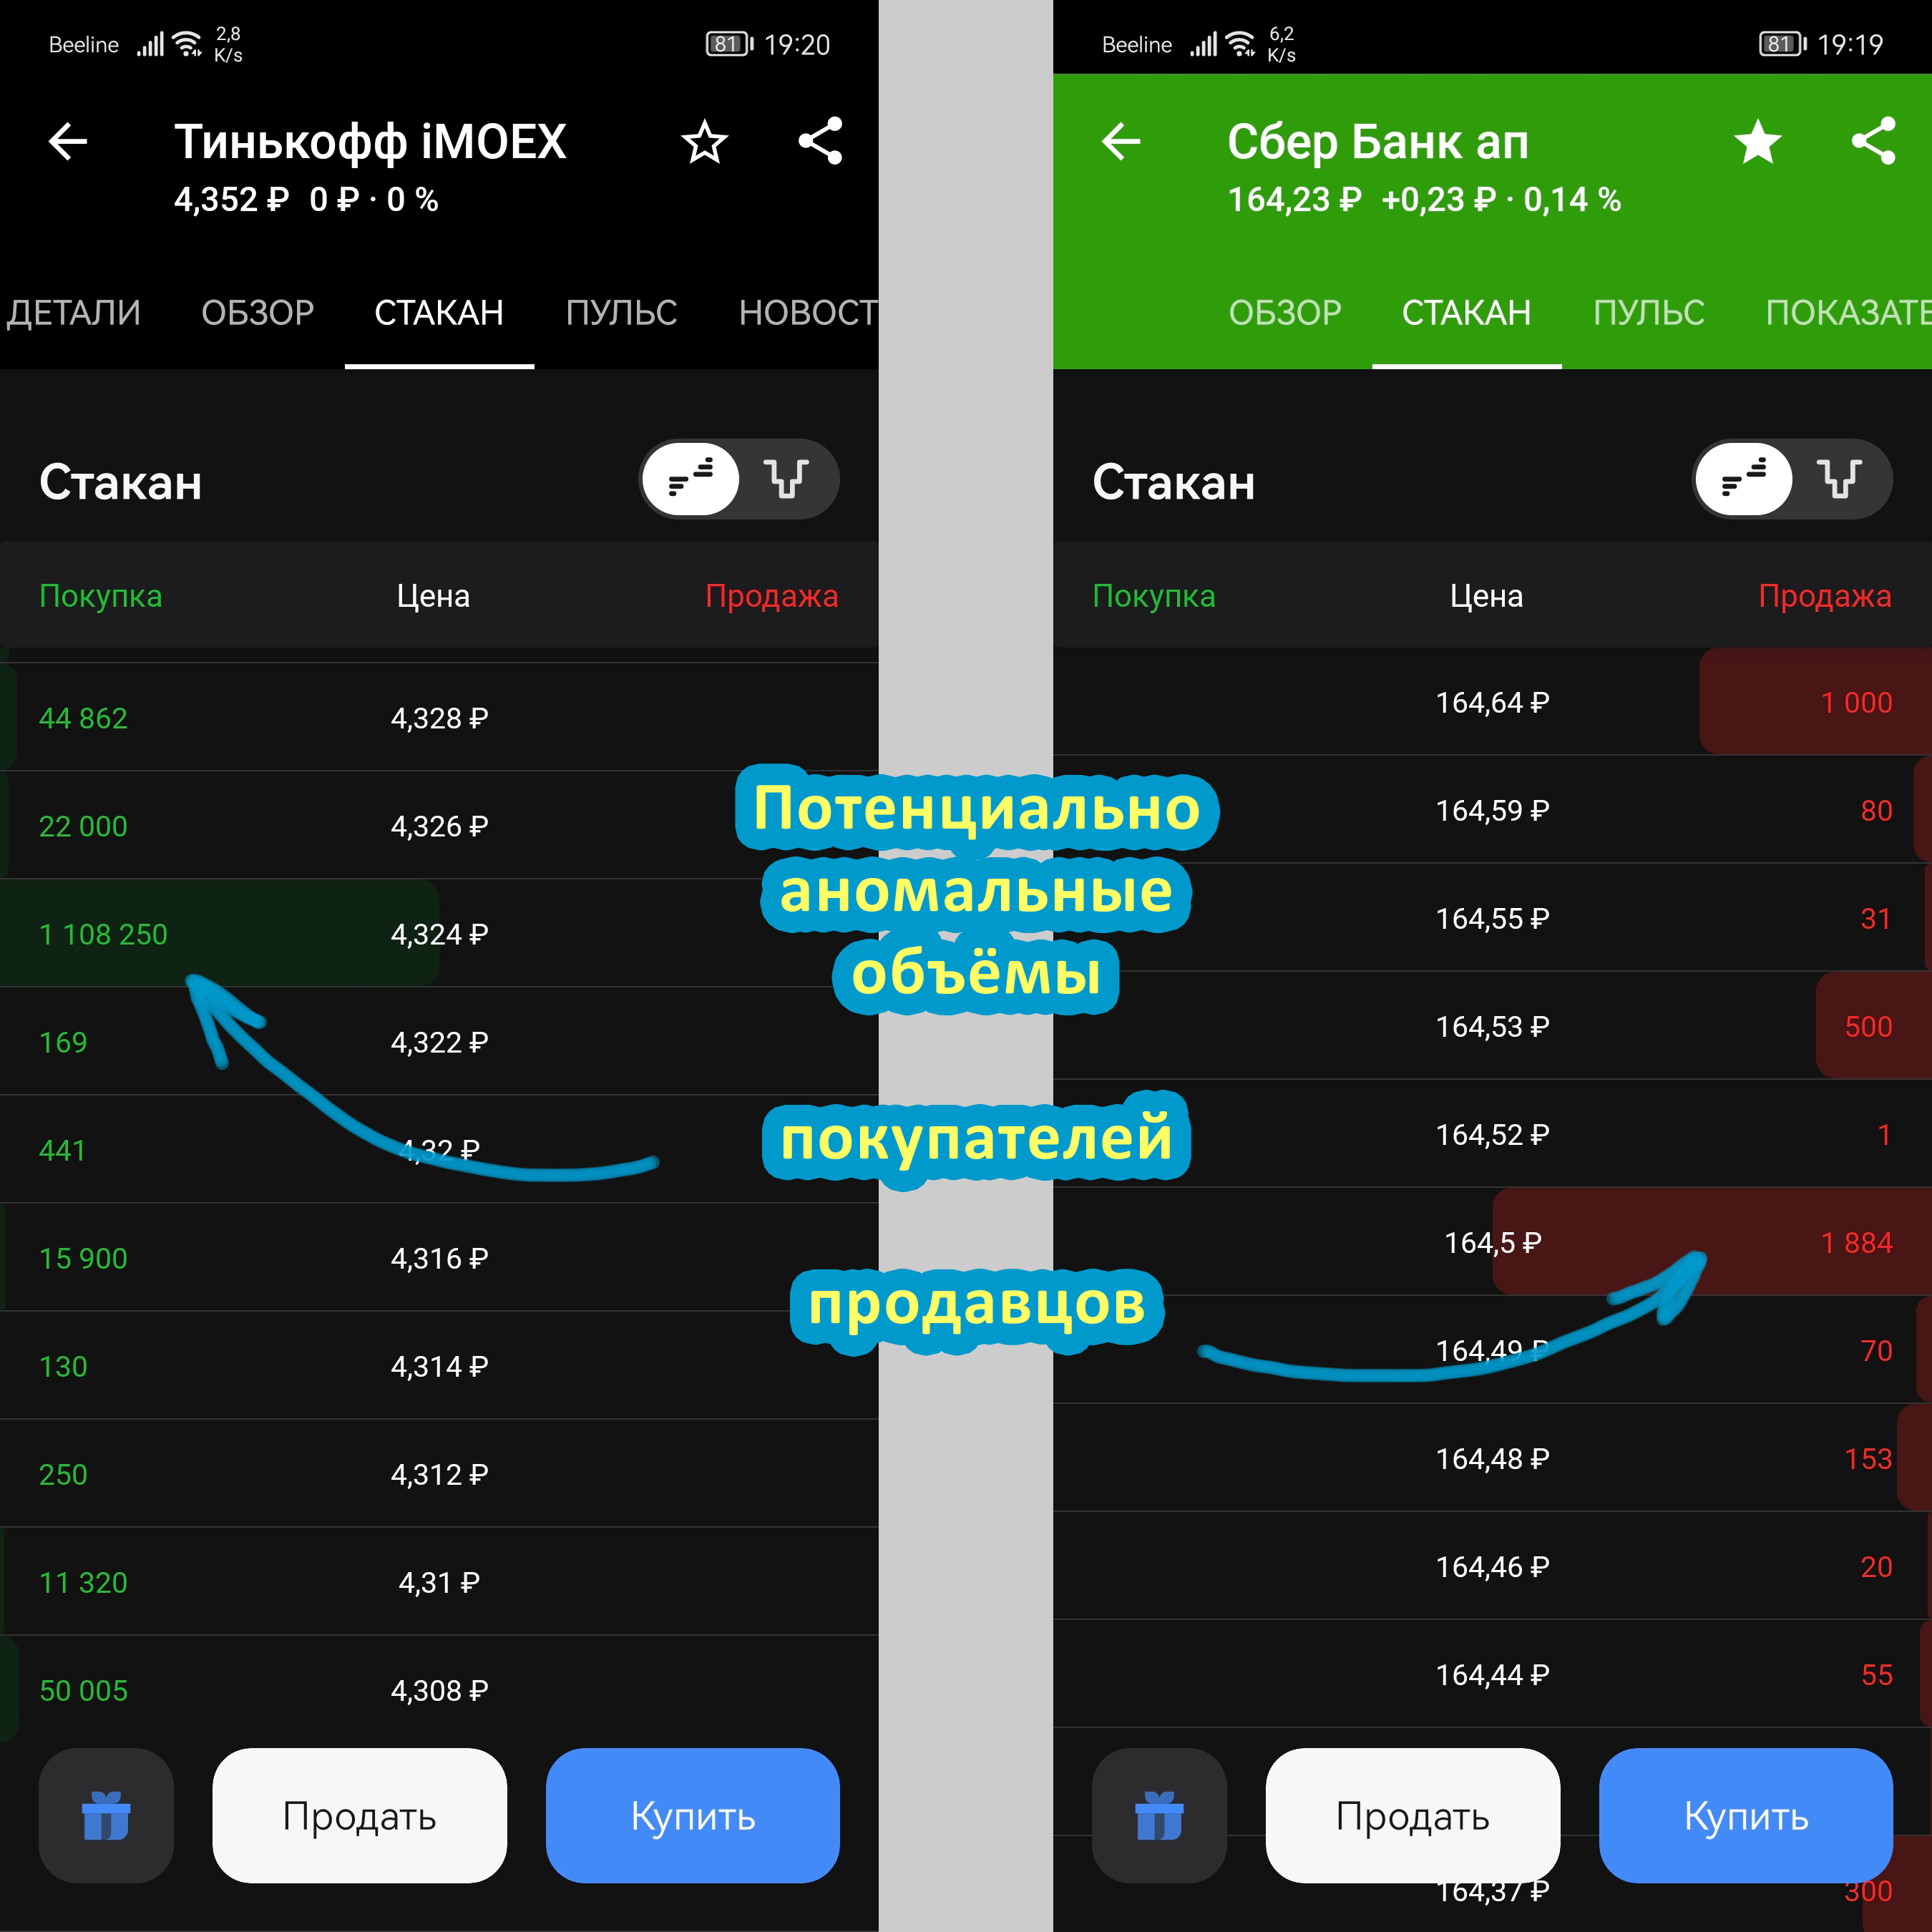 Beeline 2,8 K/s 81 19:20
Тинькофф iMOEX
4,352 ₽ 0 ₽ · 0 %
ДЕТАЛИ ОБЗОР СТАКАН ПУЛЬС НОВОСТ
Стакан
Покупка Цена Продажа
44 862 4,328 ₽
22 000 4,326 ₽
1 108 250 4,324 ₽
169 4,322 ₽
441 4,32 ₽
15 900 4,316 ₽
130 4,314 ₽
250 4,312 ₽
11 320 4,31 ₽
50 005 4,308 ₽
Продать Купить
Потенциально
аномальные
объёмы
покупателей
продавцов
Beeline 6,2 K/s 81 19:19
Сбер Банк ап
164,23 ₽ +0,23 ₽ · 0,14 %
ОБЗОР СТАКАН ПУЛЬС ПОКАЗАТЕ
Стакан
Покупка Цена Продажа
164,64 ₽ 1 000
164,59 ₽ 80
164,55 ₽ 31
164,53 ₽ 500
164,52 ₽ 1
164,5 ₽ 1 884
164,49 ₽ 70
164,48 ₽ 153
164,46 ₽ 20
164,44 ₽ 55
Продать Купить
164,37 ₽ 300